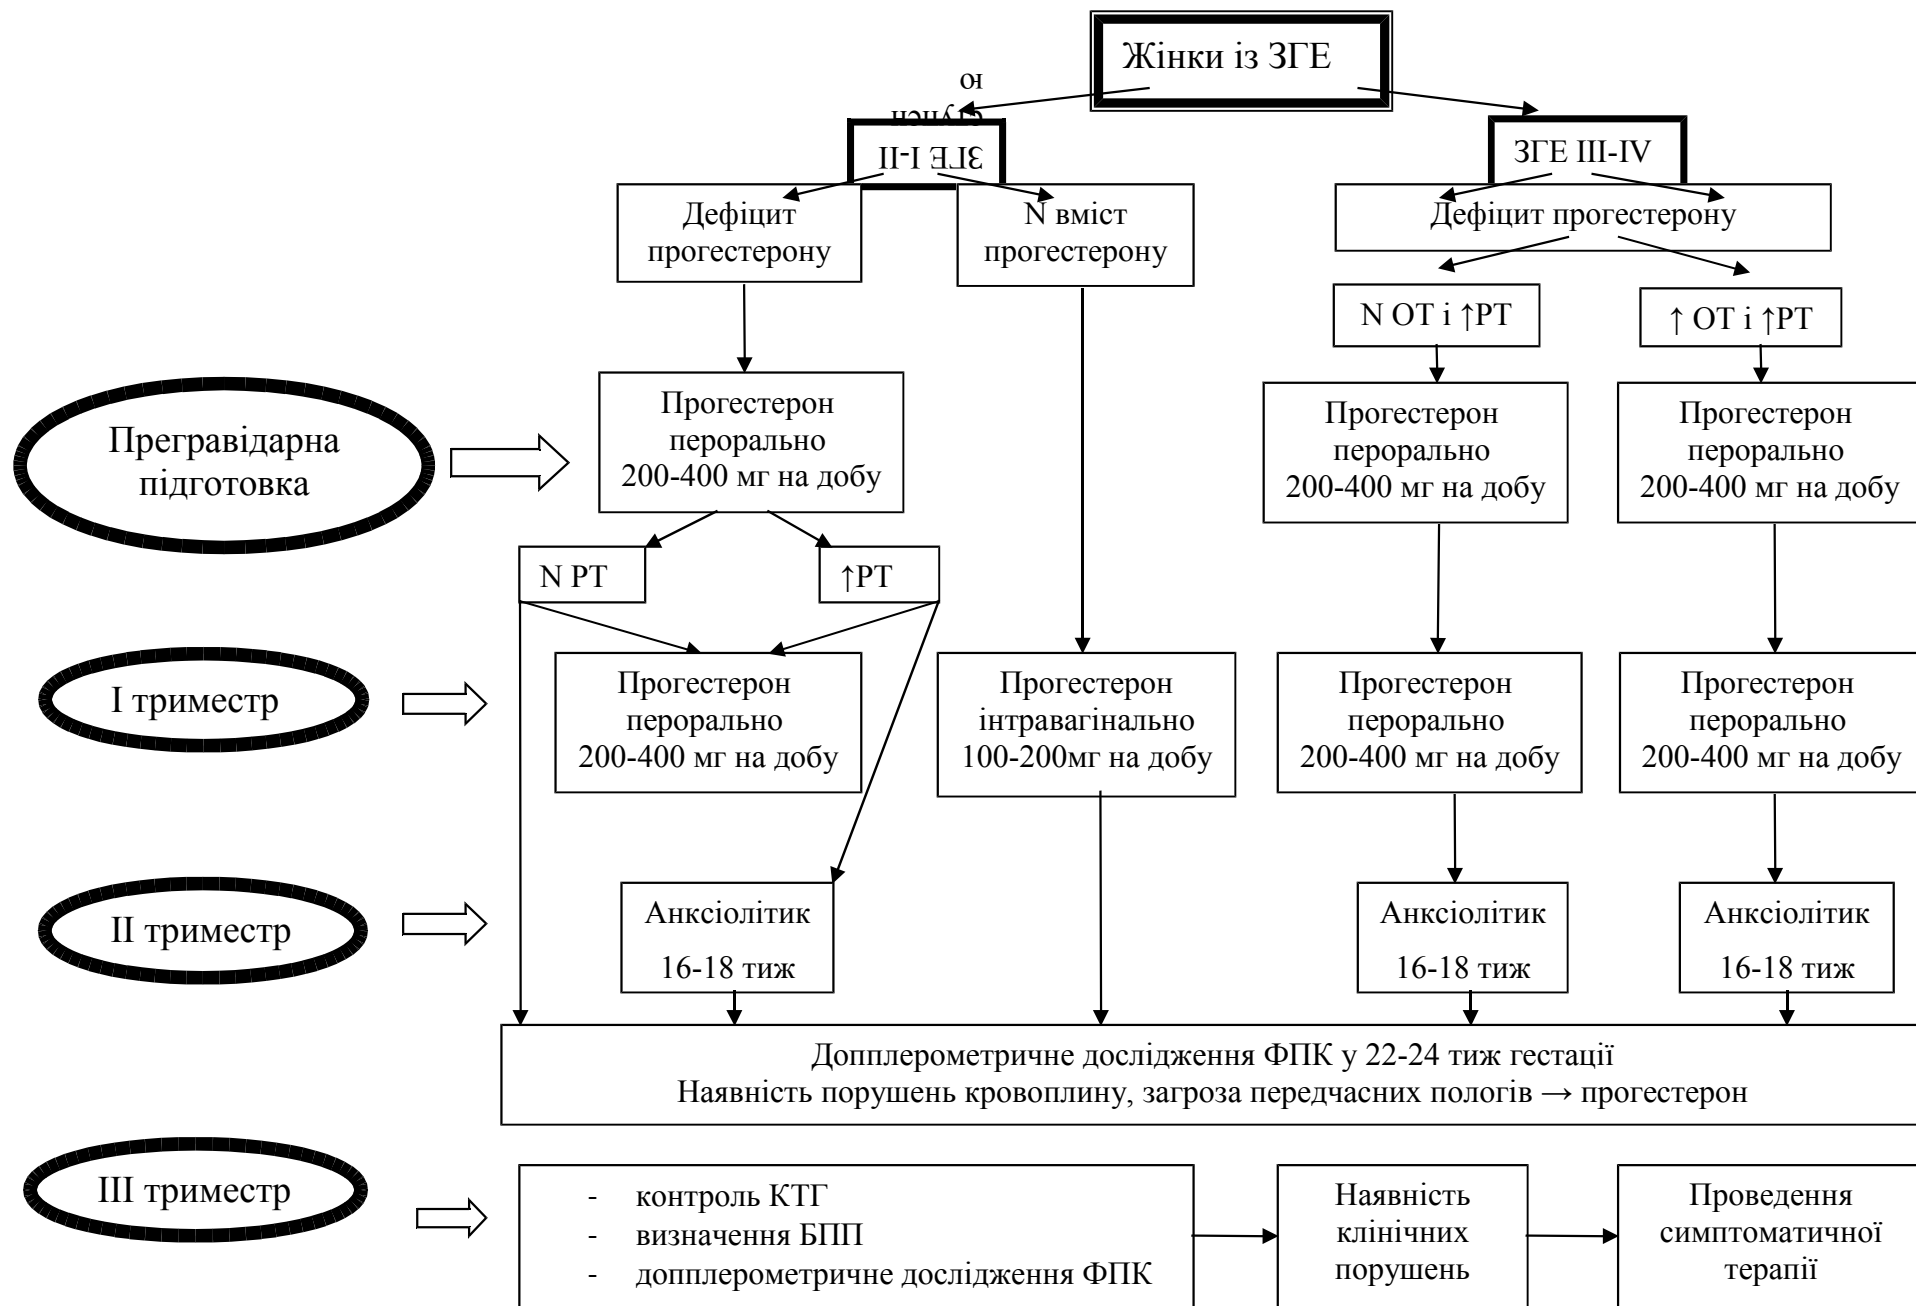 Жінки із ЗГЕ
ЗГЕ I-II
ступен
ю
ЗГЕ III-IV
Дефіцит
прогестерону
N вміст
прогестерону
Дефіцит прогестерону
N ОТ і ↑РТ
↑ ОТ і ↑РТ
Прегравідарна
підготовка
Прогестерон
перорально
200-400 мг на добу
Прогестерон
перорально
200-400 мг на добу
Прогестерон
перорально
200-400 мг на добу
N РТ
↑РТ
I триместр
Прогестерон
перорально
200-400 мг на добу
Прогестерон
інтравагінально
100-200мг на добу
Прогестерон
перорально
200-400 мг на добу
Прогестерон
перорально
200-400 мг на добу
II триместр
Анксіолітик
16-18 тиж
Анксіолітик
16-18 тиж
Анксіолітик
16-18 тиж
Допплерометричне дослідження ФПК у 22-24 тиж гестації
Наявність порушень кровоплину, загроза передчасних пологів → прогестерон
III триместр
- контроль КТГ
- визначення БПП
- допплерометричне дослідження ФПК
Наявність
клінічних
порушень
Проведення
симптоматичної
терапії